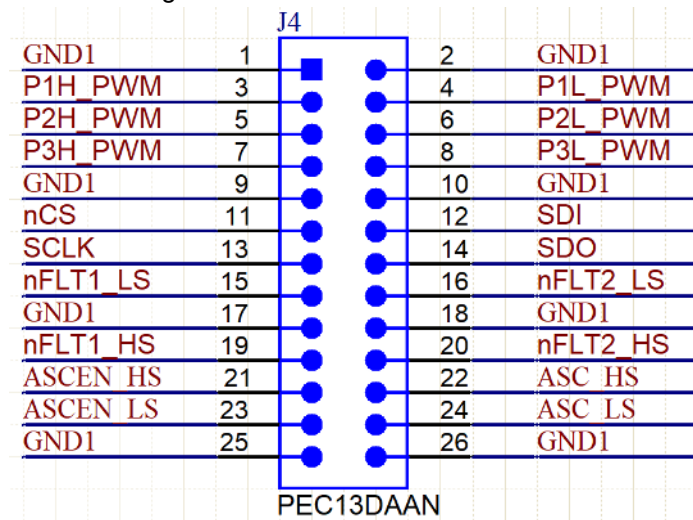 J4
GND1 1 2 GND1
P1H_PWM 3 4 P1L_PWM
P2H_PWM 5 6 P2L_PWM
P3H_PWM 7 8 P3L_PWM
GND1 9 10 GND1
nCS 11 12 SDI
SCLK 13 14 SDO
nFLT1_LS 15 16 nFLT2_LS
GND1 17 18 GND1
nFLT1_HS 19 20 nFLT2_HS
ASCEN_HS 21 22 ASC_HS
ASCEN_LS 23 24 ASC_LS
GND1 25 26 GND1
PEC13DAAN